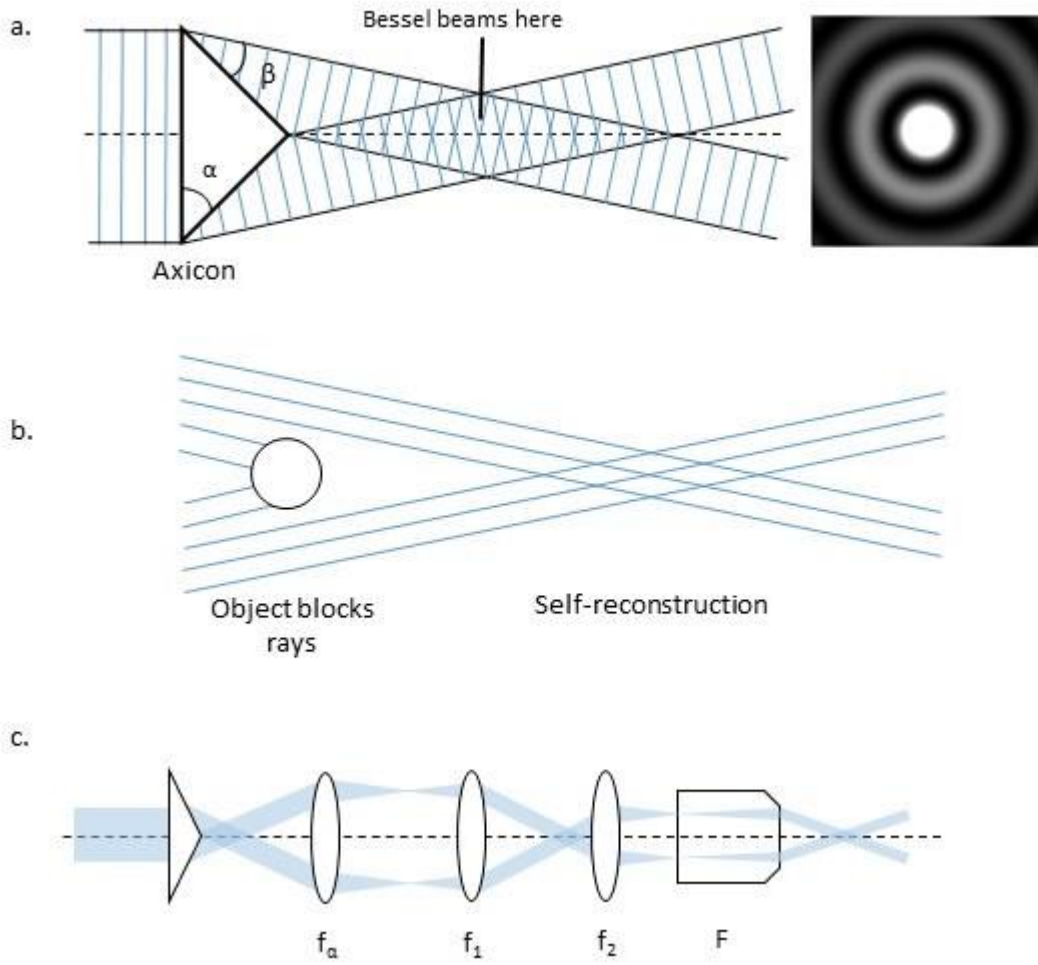 a.
Bessel beams here
β
α
Axicon
b.
Object blocks
rays
Self-reconstruction
c.
fα
f1
f2
F